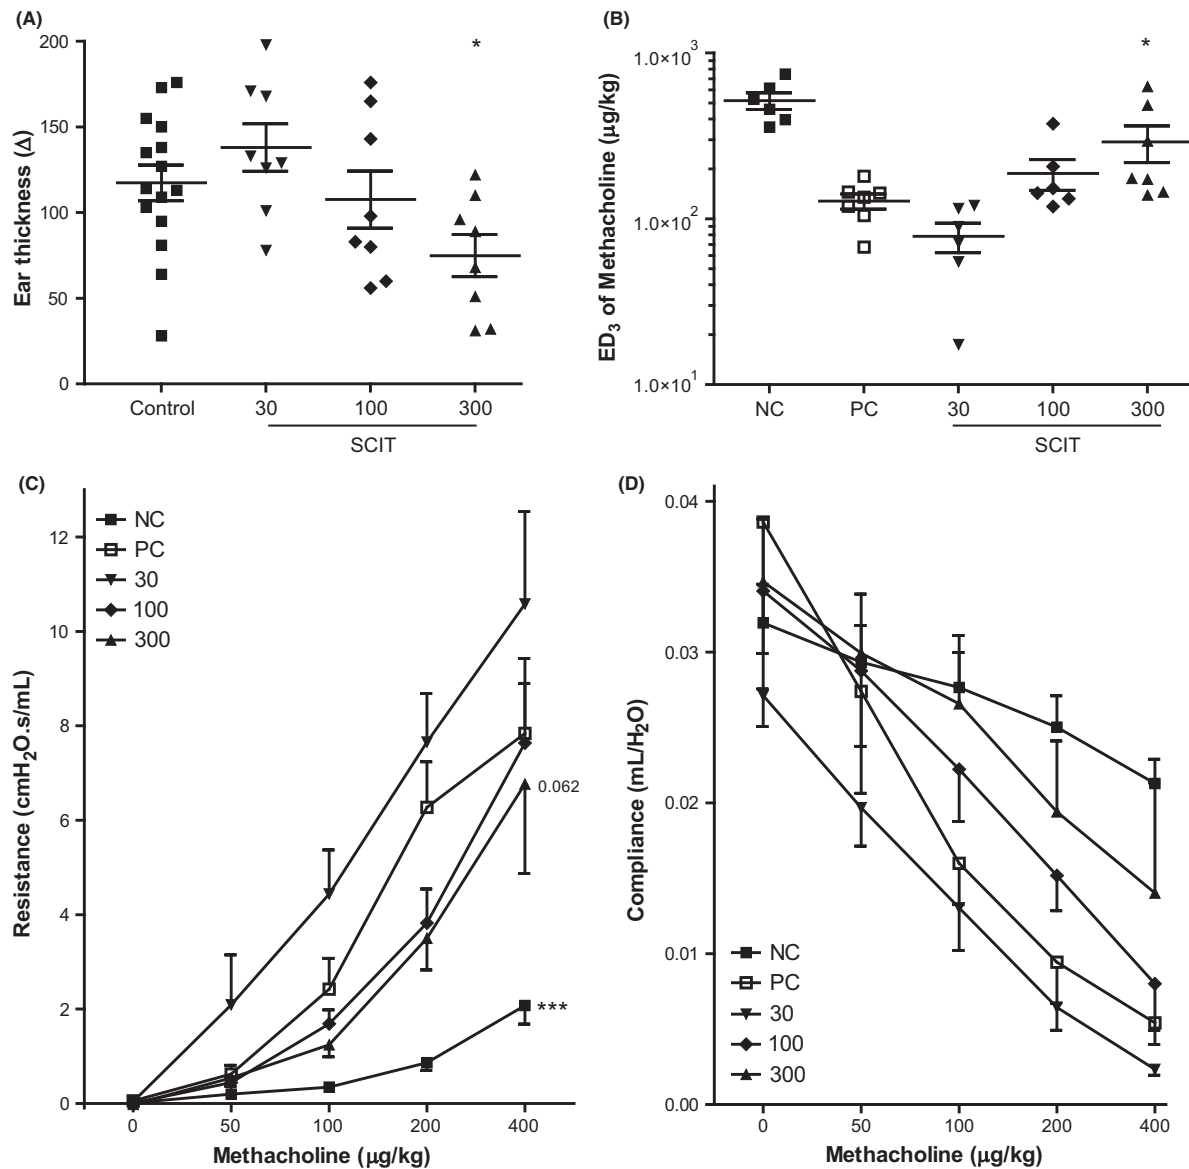 (A)
200
150
100
50
0
Ear thickness (Δ)
*
Control
30
100
300
SCIT
(B)
1.0×10³
1.0×10²
1.0×10¹
ED₃ of Methacholine (µg/kg)
*
NC
PC
30
100
300
SCIT
(C)
12
10
8
6
4
2
0
Resistance (cmH₂O.s/mL)
NC
PC
30
100
300
0.062
***
0
50
100
200
400
Methacholine (µg/kg)
(D)
0.04
0.03
0.02
0.01
0.00
Compliance (mL/H₂O)
NC
PC
30
100
300
0
50
100
200
400
Methacholine (µg/kg)